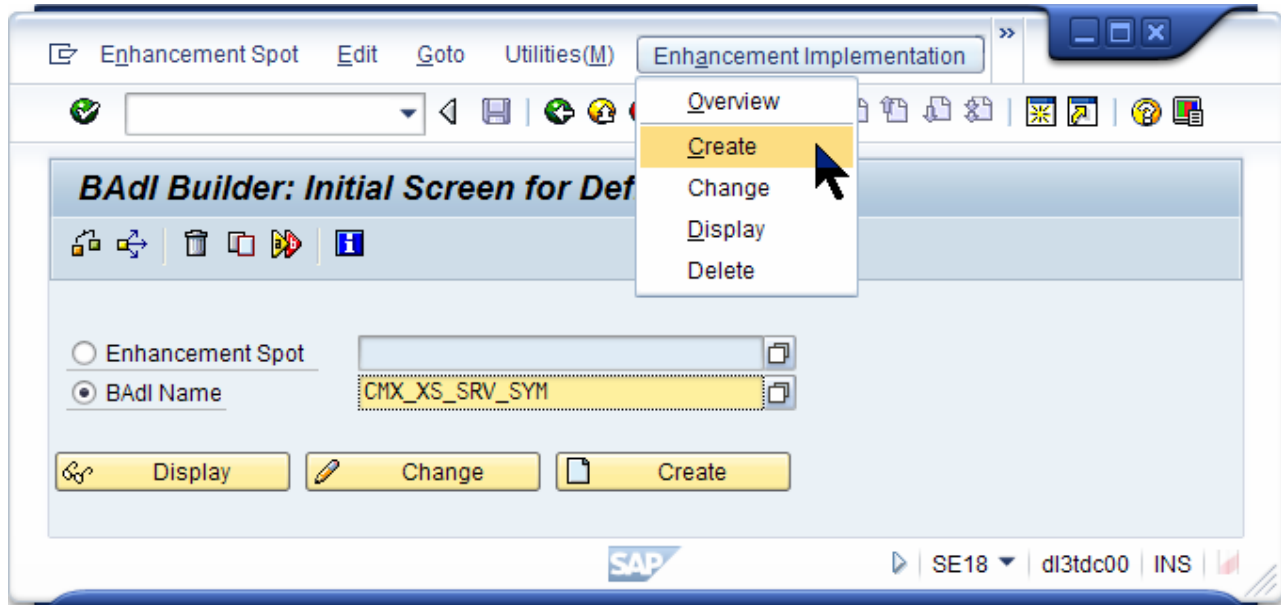 Enhancement Spot Edit Goto Utilities(M) Enhancement Implementation »
Overview
Create
Change
Display
Delete
BAdI Builder: Initial Screen for Def
Enhancement Spot
BAdI Name CMX_XS_SRV_SYM
Display Change Create
SAP SE18 dl3tdc00 INS